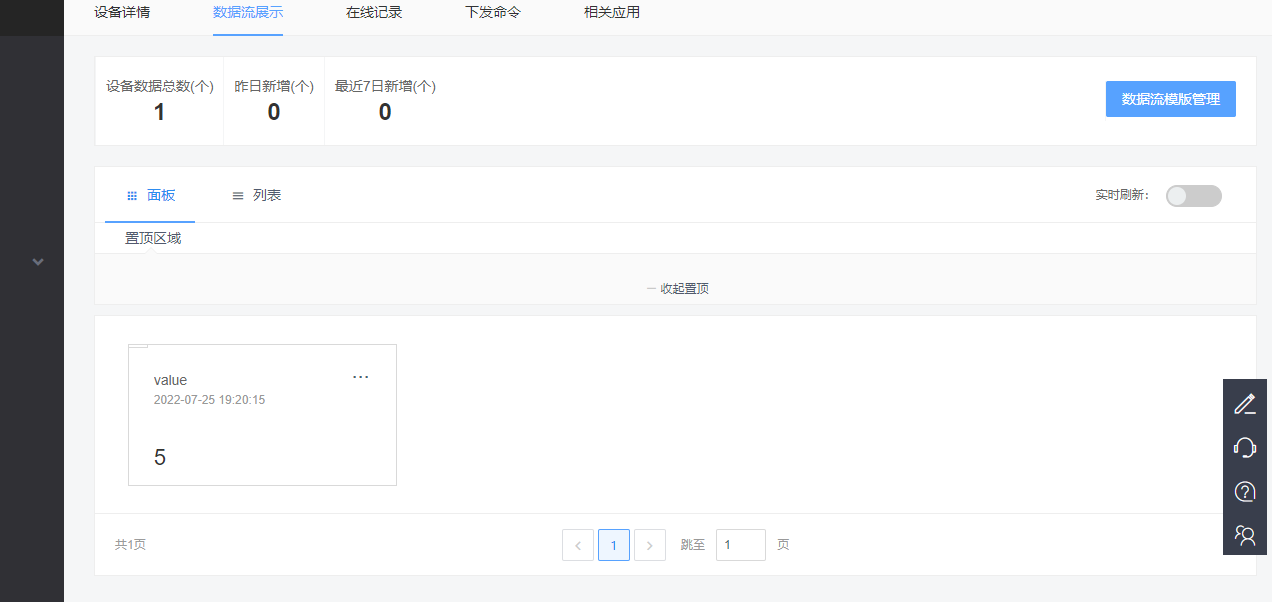 设备详情 数据流展示 在线记录 下发命令 相关应用
设备数据总数(个) 昨日新增(个) 最近7日新增(个)
1 0 0
数据流模版管理
面板 列表 实时刷新：
置顶区域
收起置顶
value ...
2022-07-25 19:20:15
5
共1页 < 1 > 跳至 1 页